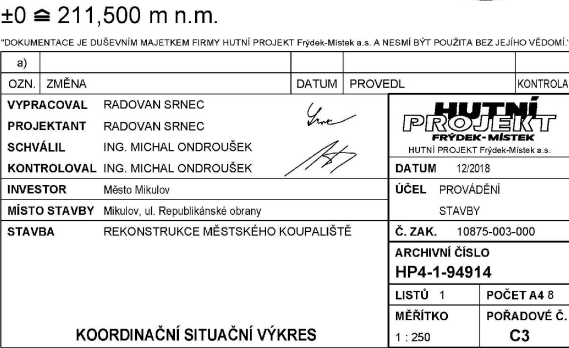 ±0 ≙ 211,500 m n.m.
"DOKUMENTACE JE DUŠEVNÍM MAJETKEM FIRMY HUTNÍ PROJEKT Frýdek-Místek a.s. A NESMÍ BÝT POUŽITA BEZ JEJÍHO VĚDOMÍ."
a)
OZN. ZMĚNA DATUM PROVEDL KONTROLA
VYPRACOVAL RADOVAN SRNEC
PROJEKTANT RADOVAN SRNEC
SCHVÁLIL ING. MICHAL ONDROUŠEK
KONTROLOVAL ING. MICHAL ONDROUŠEK
HUTNÍ
PROJEKT
FRÝDEK-MÍSTEK
HUTNÍ PROJEKT Frýdek-Místek a.s.
DATUM 12/2018
INVESTOR Město Mikulov
ÚČEL PROVÁDĚNÍ
STAVBY
MÍSTO STAVBY Mikulov, ul. Republikánské obrany
STAVBA REKONSTRUKCE MĚSTSKÉHO KOUPALIŠTĚ
Č. ZAK. 10875-003-000
ARCHIVNÍ ČÍSLO
HP4-1-94914
LISTŮ 1 POČET A4 8
MĚŘÍTKO POŘADOVÉ Č.
1 : 250 C3
KOORDINAČNÍ SITUAČNÍ VÝKRES